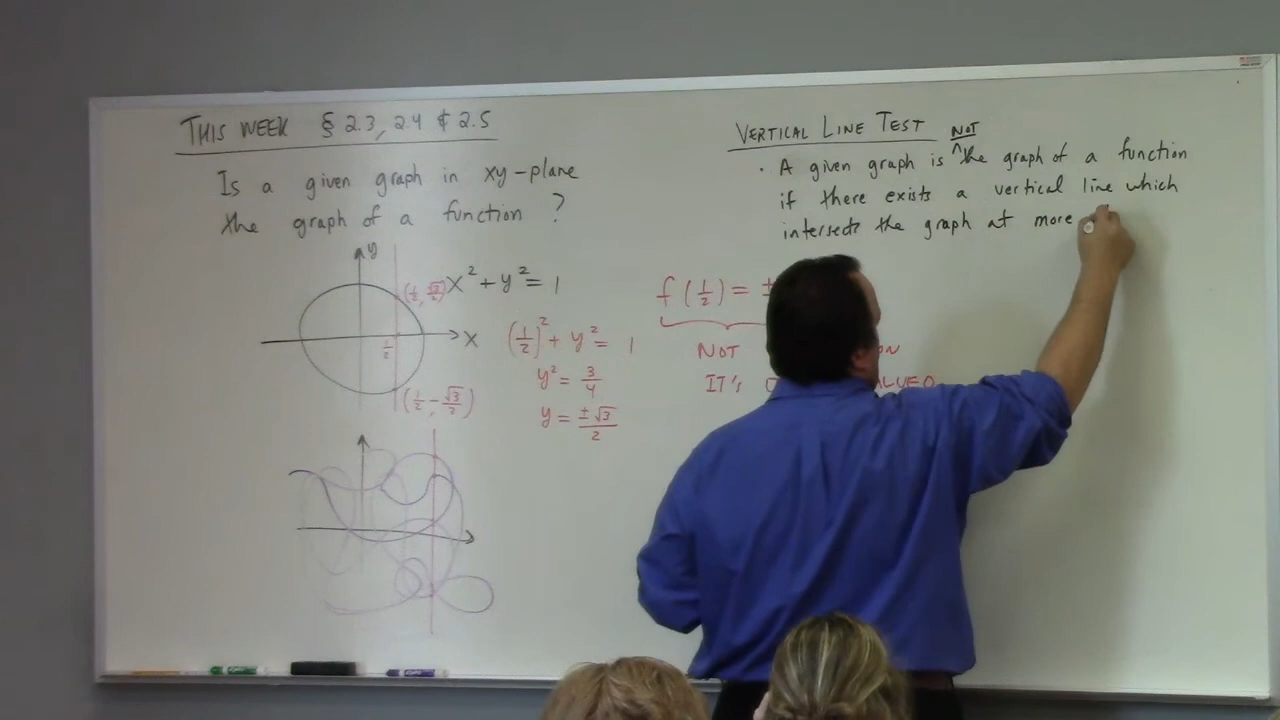 THIS WEEK § 2.3, 2.4 & 2.5
Is a given graph in xy-plane
the graph of a function ?
y
x² + y² = 1
(1/2, √3/2)
x
1/2
(1/2, -√3/2)
(1/2)² + y² = 1
y² = 3/4
y = ±√3/2
f(1/2) = ±
NOT
IT'S
VERTICAL LINE TEST
NOT
· A given graph is ^ the graph of a function
if there exists a vertical line which
intersects the graph at more